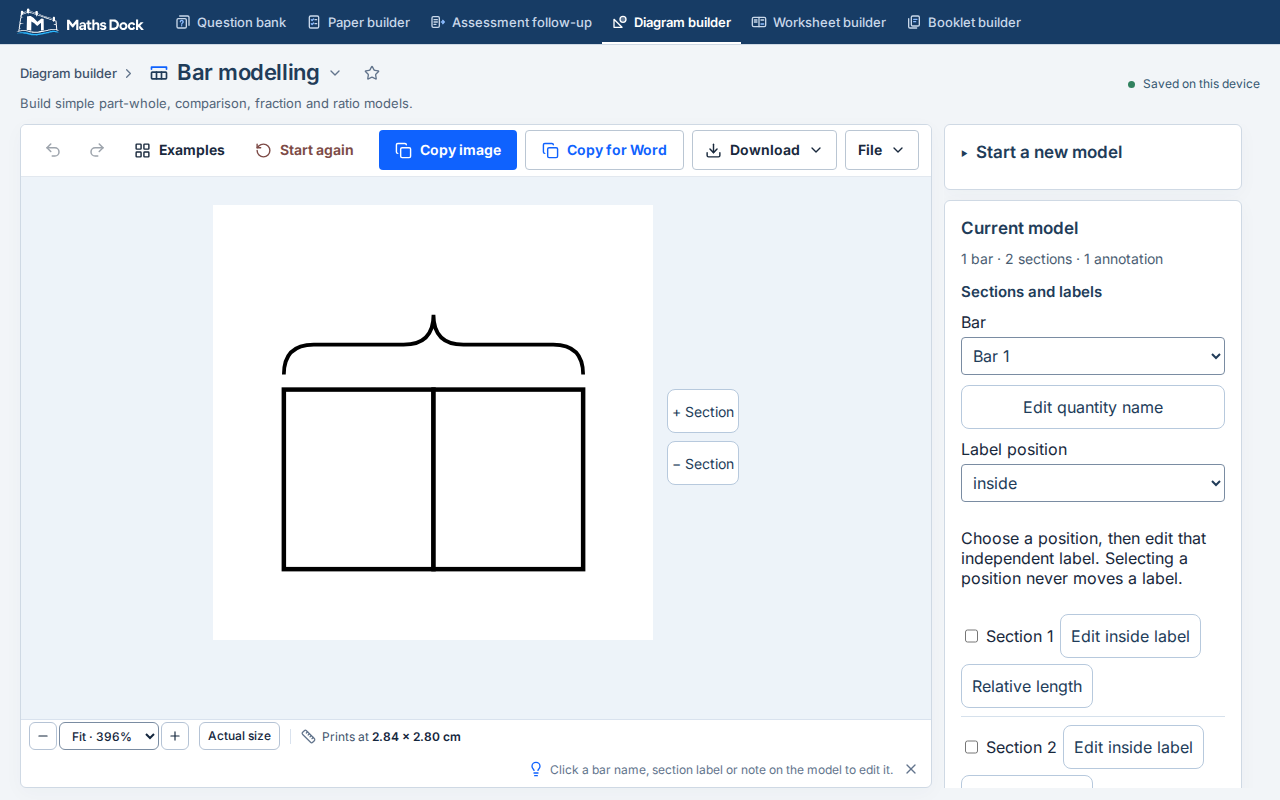 Maths Dock
Question bank
Paper builder
Assessment follow-up
Diagram builder
Worksheet builder
Booklet builder
Diagram builder
Bar modelling
Saved on this device
Build simple part-whole, comparison, fraction and ratio models.
Examples
Start again
Copy image
Copy for Word
Download
File
+ Section
− Section
Fit · 396%
Actual size
Prints at 2.84 × 2.80 cm
Click a bar name, section label or note on the model to edit it.
Start a new model
Current model
1 bar · 2 sections · 1 annotation
Sections and labels
Bar
Bar 1
Edit quantity name
Label position
inside
Choose a position, then edit that
independent label. Selecting a
position never moves a label.
Section 1
Edit inside label
Relative length
Section 2
Edit inside label